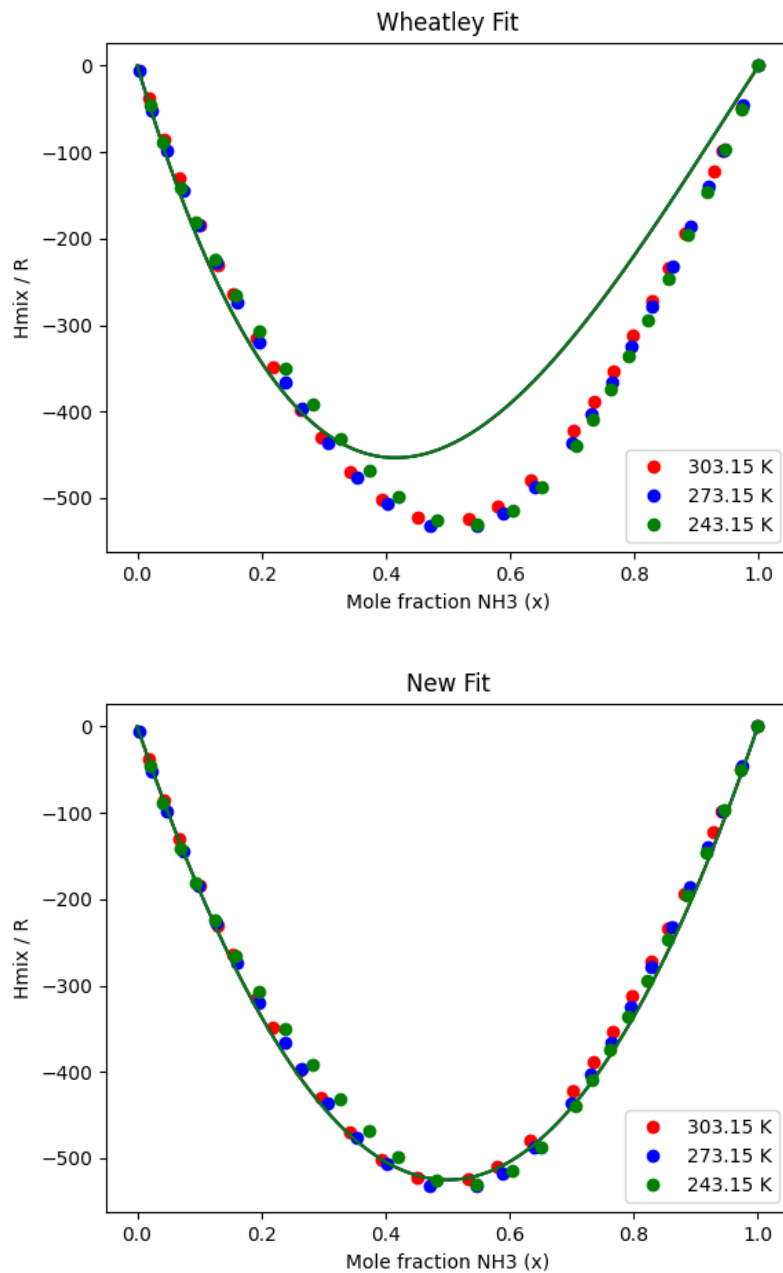 Wheatley Fit
0
−100
−200
−300
−400
−500
Hmix / R
303.15 K
273.15 K
243.15 K
0.0 0.2 0.4 0.6 0.8 1.0
Mole fraction NH3 (x)
New Fit
0
−100
−200
−300
−400
−500
Hmix / R
303.15 K
273.15 K
243.15 K
0.0 0.2 0.4 0.6 0.8 1.0
Mole fraction NH3 (x)